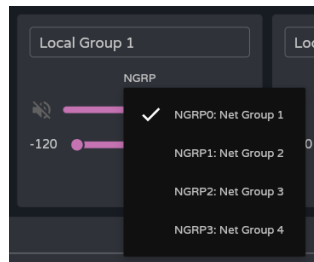 Local Group 1
Lo
NGRP
NGRP0: Net Group 1
-120
0
NGRP1: Net Group 2
NGRP2: Net Group 3
NGRP3: Net Group 4